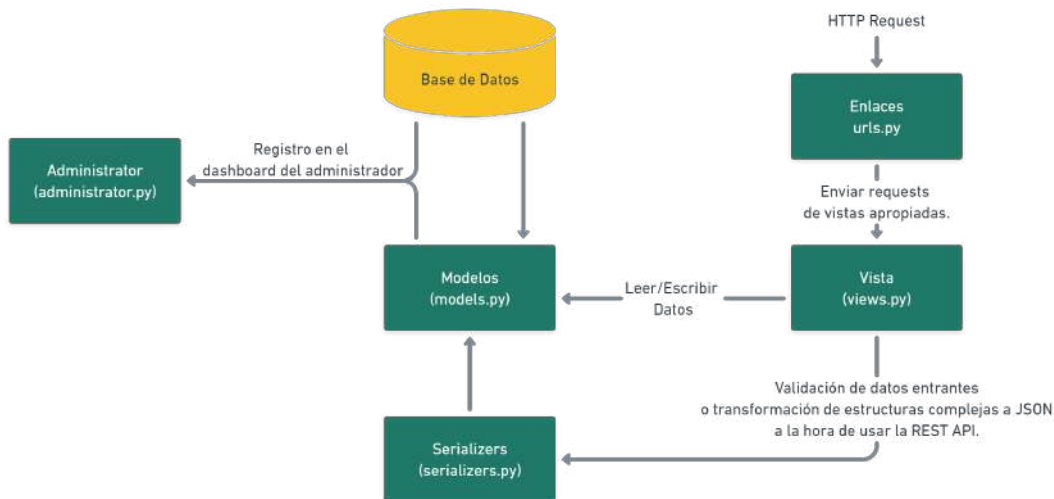 HTTP Request
Base de Datos
Enlaces
urls.py
Registro en el
dashboard del administrador
Administrator
(administrator.py)
Enviar requests
de vistas apropiadas.
Modelos
(models.py)
Leer/Escribir
Datos
Vista
(views.py)
Validación de datos entrantes
o transformación de estructuras complejas a JSON
a la hora de usar la REST API.
Serializers
(serializers.py)